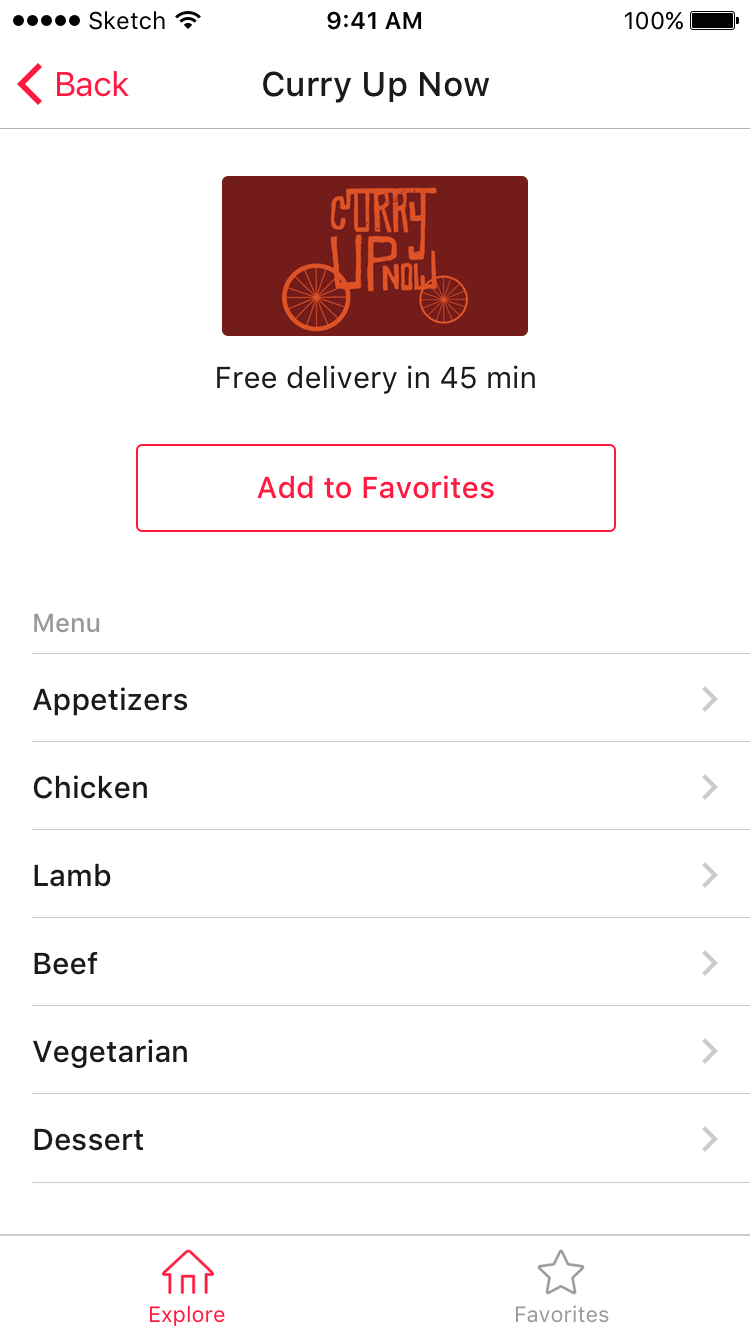 Sketch 9:41 AM 100%
Back Curry Up Now
CURRY
UP NOW
Free delivery in 45 min
Add to Favorites
Menu
Appetizers
Chicken
Lamb
Beef
Vegetarian
Dessert
Explore Favorites